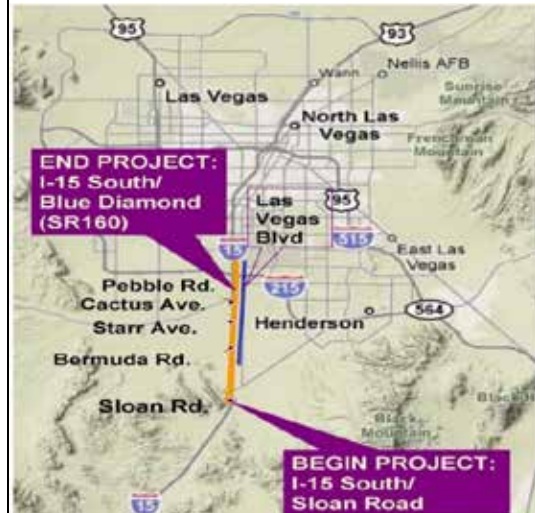 95
93
Nellis AFB
Wann
Las Vegas
Sunrise
Mountain
North Las
Vegas
Frenchman
Mountain
END PROJECT:
I-15 South/
Blue Diamond
(SR160)
Las
Vegas
Blvd
95
15
515
East Las
Vegas
215
Pebble Rd.
Cactus Ave.
Starr Ave.
Henderson
564
Bermuda Rd.
Sloan Rd.
Black
Mountain
BEGIN PROJECT:
I-15 South/
Sloan Road
15